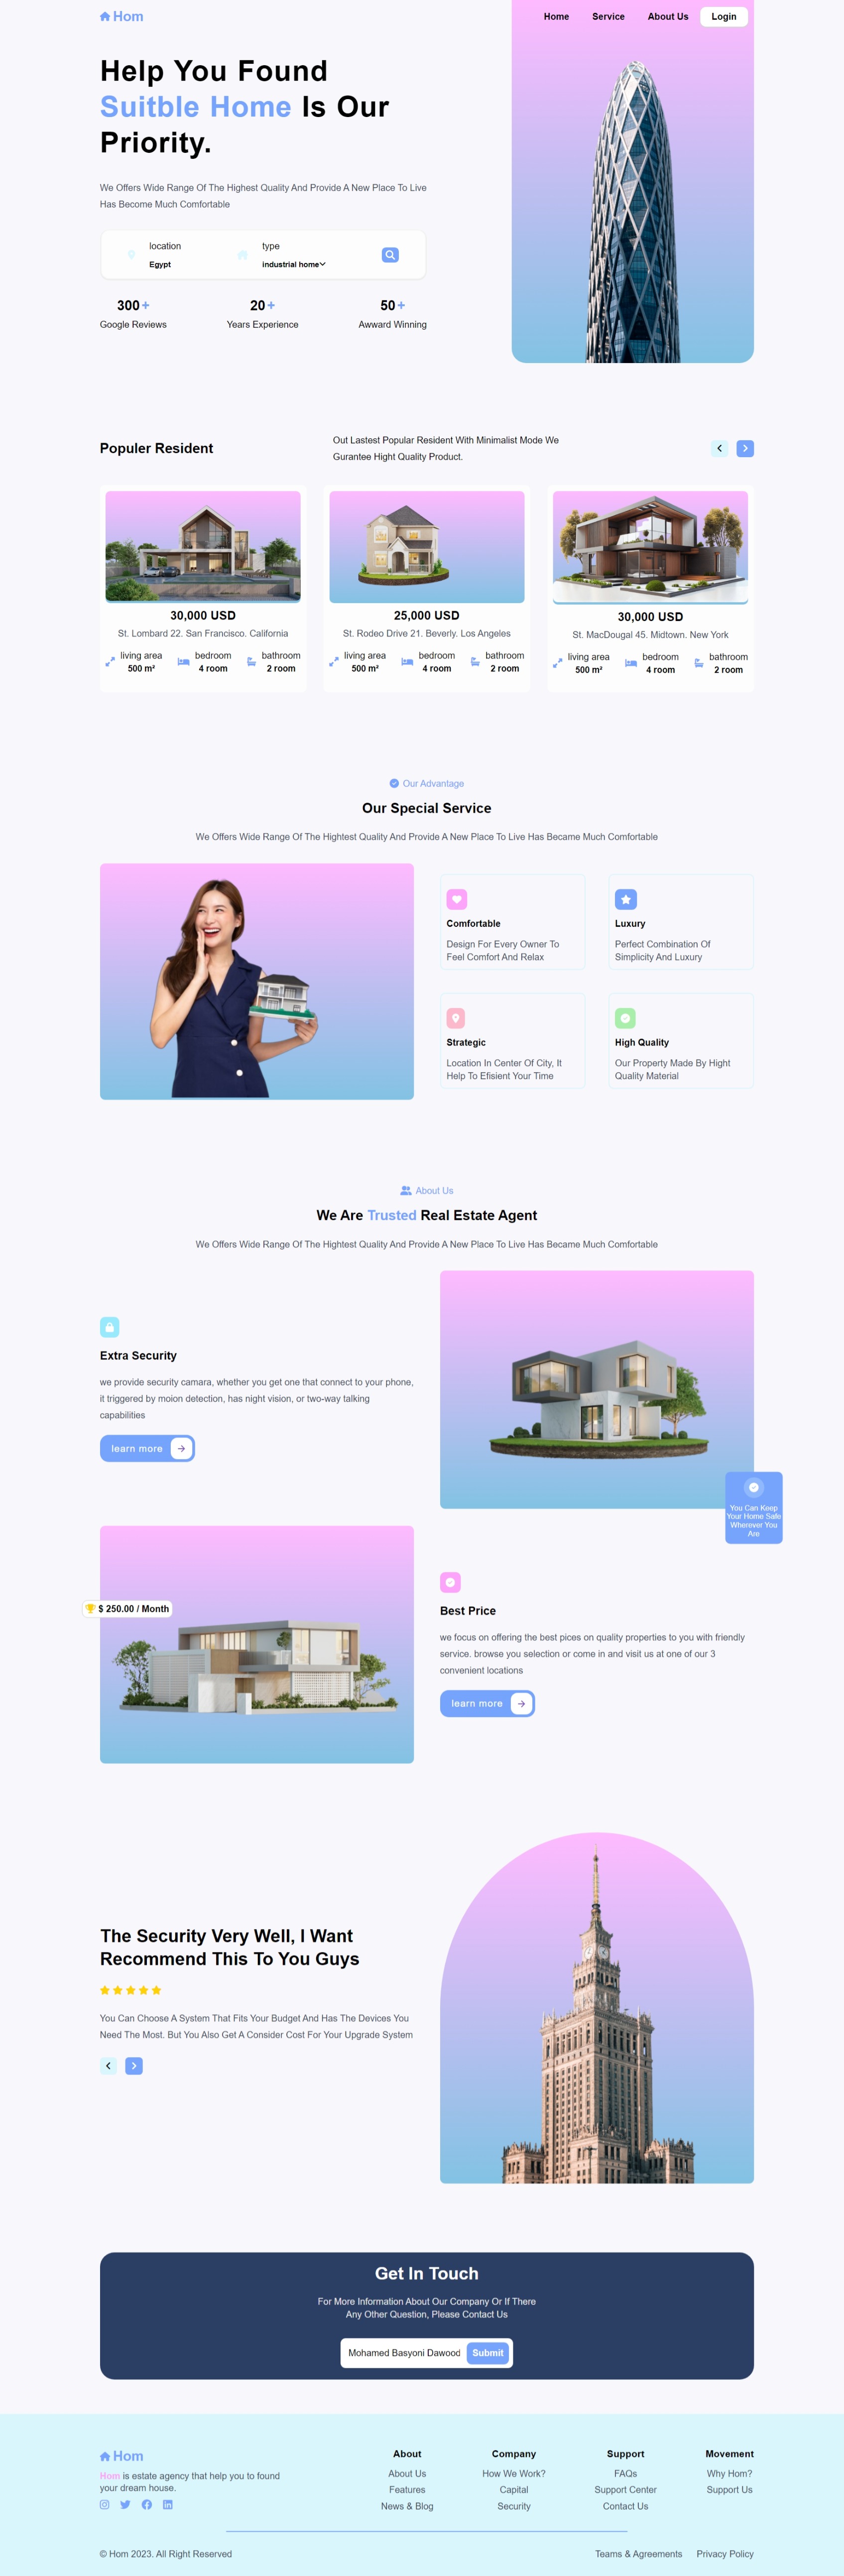 Hom
Home Service About Us Login
Help You Found
Suitble Home Is Our
Priority.
We Offers Wide Range Of The Highest Quality And Provide A New Place To Live
Has Become Much Comfortable
location type
Egypt industrial home
300+ 20+ 50+
Google Reviews Years Experience Awward Winning
Populer Resident
Out Lastest Popular Resident With Minimalist Mode We
Gurantee Hight Quality Product.
30,000 USD
St. Lombard 22. San Francisco. California
living area bedroom bathroom
500 m² 4 room 2 room
25,000 USD
St. Rodeo Drive 21. Beverly. Los Angeles
living area bedroom bathroom
500 m² 4 room 2 room
30,000 USD
St. MacDougal 45. Midtown. New York
living area bedroom bathroom
500 m² 4 room 2 room
Our Advantage
Our Special Service
We Offers Wide Range Of The Hightest Quality And Provide A New Place To Live Has Became Much Comfortable
Comfortable
Design For Every Owner To
Feel Comfort And Relax
Luxury
Perfect Combination Of
Simplicity And Luxury
Strategic
Location In Center Of City, It
Help To Efisient Your Time
High Quality
Our Property Made By Hight
Quality Material
About Us
We Are Trusted Real Estate Agent
We Offers Wide Range Of The Hightest Quality And Provide A New Place To Live Has Became Much Comfortable
Extra Security
we provide security camara, whether you get one that connect to your phone,
it triggered by moion detection, has night vision, or two-way talking
capabilities
learn more
You Can Keep
Your Home Safe
Wherever You
Are
$ 250.00 / Month
Best Price
we focus on offering the best pices on quality properties to you with friendly
service. browse you selection or come in and visit us at one of our 3
convenient locations
learn more
The Security Very Well, I Want
Recommend This To You Guys
You Can Choose A System That Fits Your Budget And Has The Devices You
Need The Most. But You Also Get A Consider Cost For Your Upgrade System
Get In Touch
For More Information About Our Company Or If There
Any Other Question, Please Contact Us
Mohamed Basyoni Dawood Submit
Hom
Hom is estate agency that help you to found
your dream house.
About
About Us
Features
News & Blog
Company
How We Work?
Capital
Security
Support
FAQs
Support Center
Contact Us
Movement
Why Hom?
Support Us
© Hom 2023. All Right Reserved
Teams & Agreements Privacy Policy